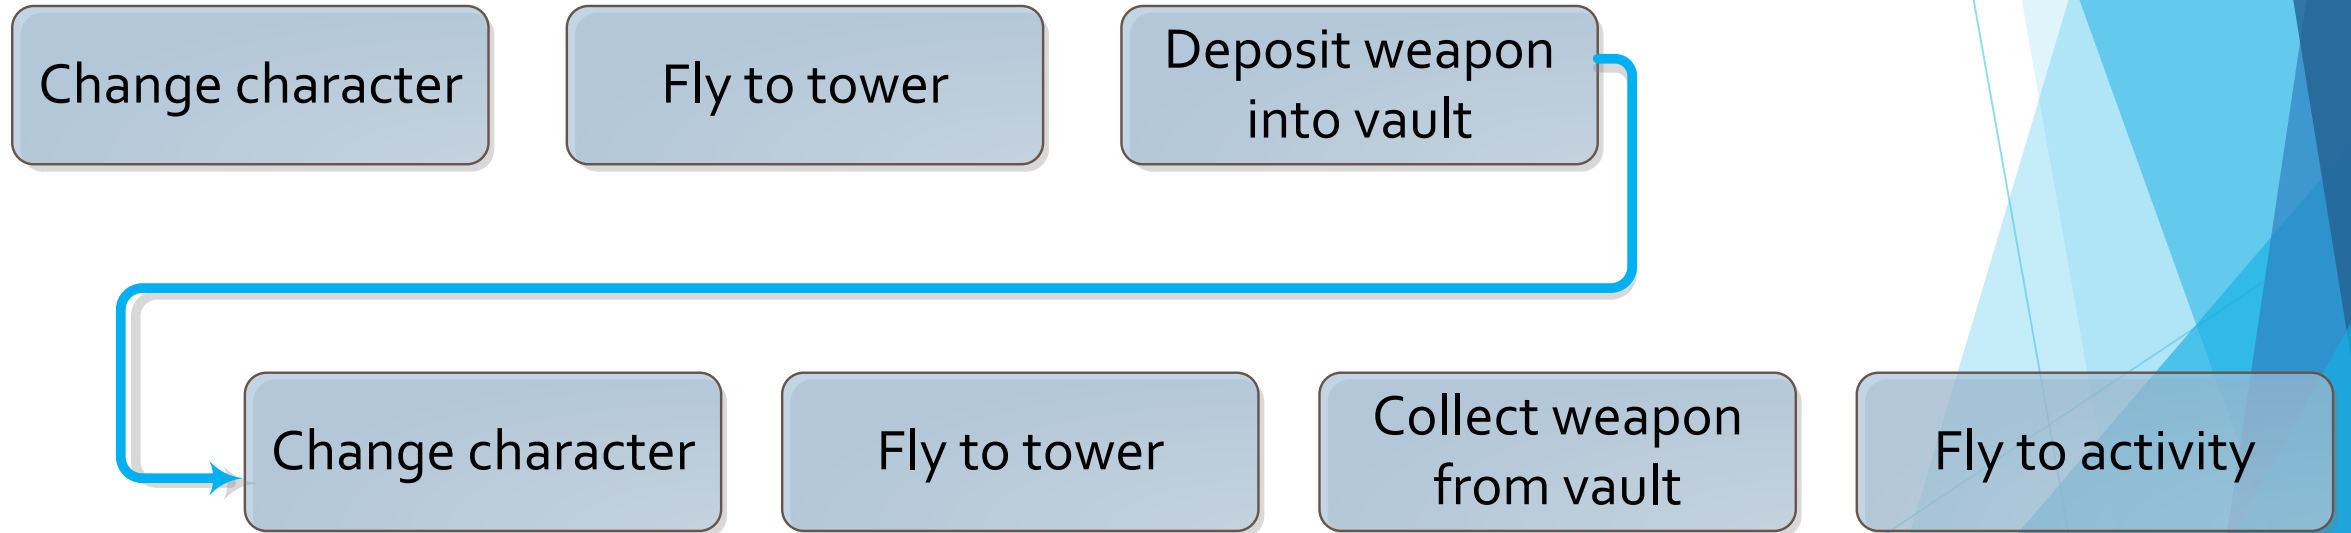 Change character
Fly to tower
Deposit weapon
into vault
Change character
Fly to tower
Collect weapon
from vault
Fly to activity